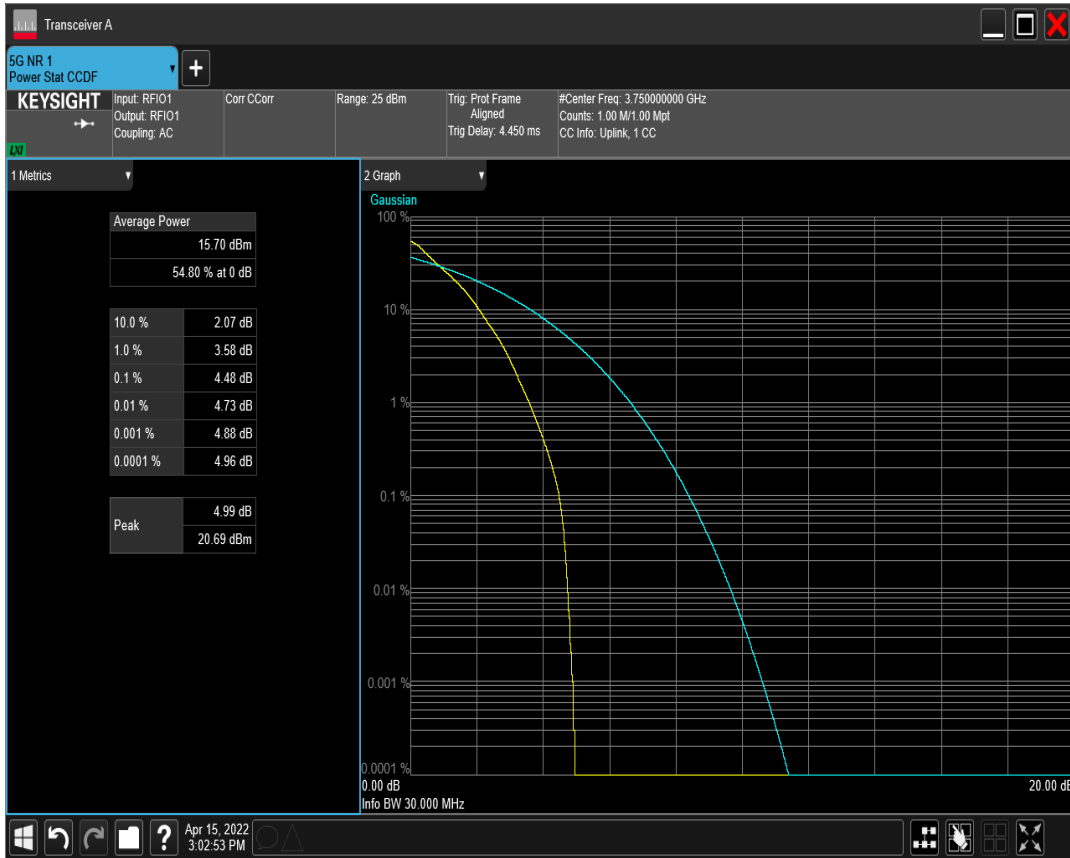 Transceiver A
5G NR 1
Power Stat CCDF
KEYSIGHT
LXI
Input: RFIO1
Output: RFIO1
Coupling: AC
Corr CCorr
Range: 25 dBm
Trig: Prot Frame
Aligned
Trig Delay: 4.450 ms
#Center Freq: 3.750000000 GHz
Counts: 1.00 M/1.00 Mpt
CC Info: Uplink, 1 CC
1 Metrics
Average Power
15.70 dBm
54.80 % at 0 dB
10.0 % 2.07 dB
1.0 % 3.58 dB
0.1 % 4.48 dB
0.01 % 4.73 dB
0.001 % 4.88 dB
0.0001 % 4.96 dB
Peak
4.99 dB
20.69 dBm
2 Graph
Gaussian
100 %
10 %
1 %
0.1 %
0.01 %
0.001 %
0.0001 %
0.00 dB 20.00 dB
Info BW 30.000 MHz
? Apr 15, 2022
3:02:53 PM